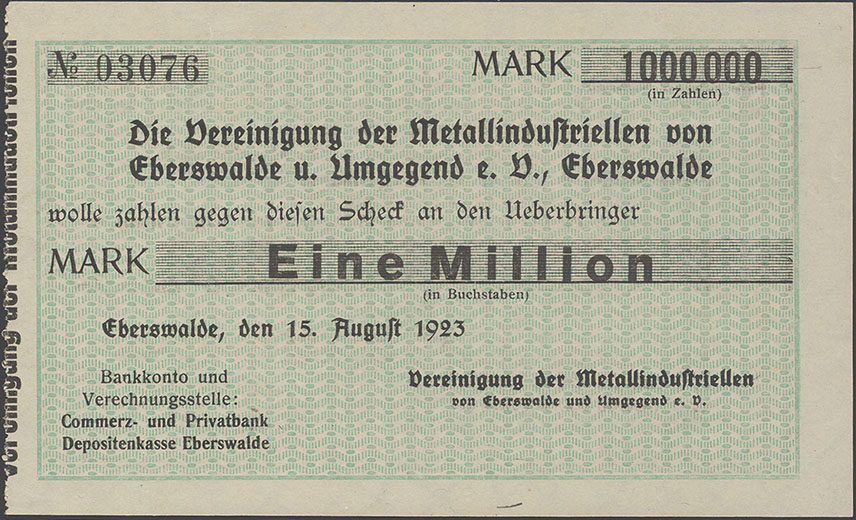 № 03076
MARK 1000000
(in Zahlen)
Die Vereinigung der Metallindustriellen von
Eberswalde u. Umgegend e. V., Eberswalde
wolle zahlen gegen diesen Scheck an den Ueberbringer
MARK Eine Million
(in Buchstaben)
Eberswalde, den 15. August 1923
Bankkonto und
Verechnungsstelle:
Commerz- und Privatbank
Depositenkasse Eberswalde
Vereinigung der Metallindustriellen
von Eberswalde und Umgegend e. V.